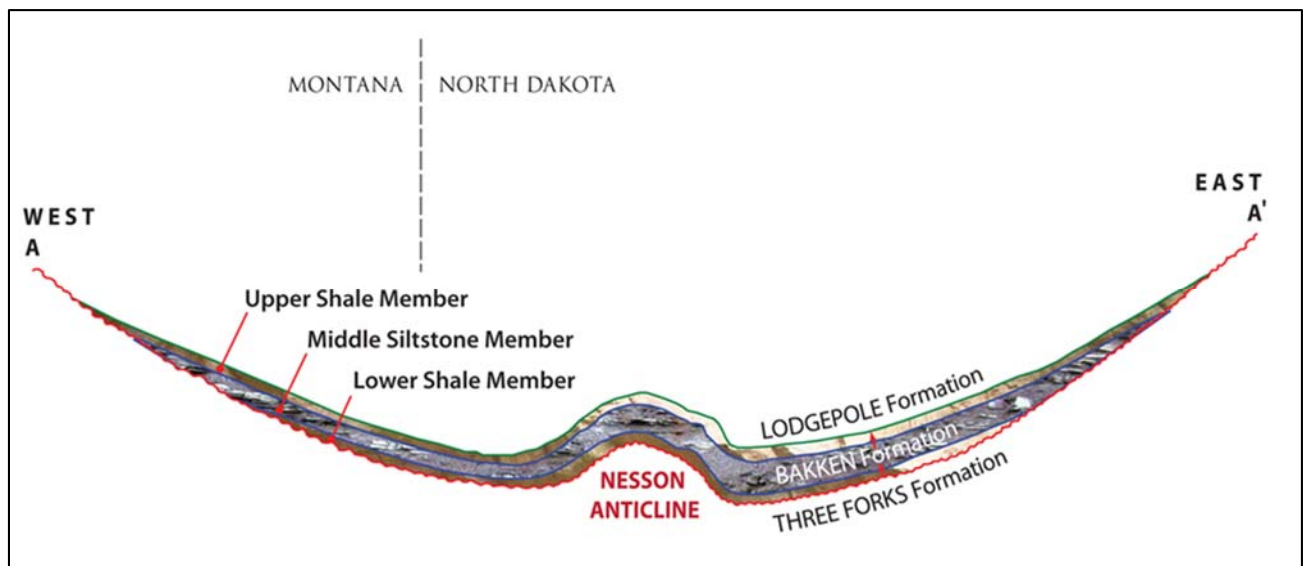 MONTANA
NORTH DAKOTA
WEST
A
EAST
A'
Upper Shale Member
Middle Siltstone Member
Lower Shale Member
LODGEPOLE Formation
BAKKEN Formation
THREE FORKS Formation
NESSON
ANTICLINE